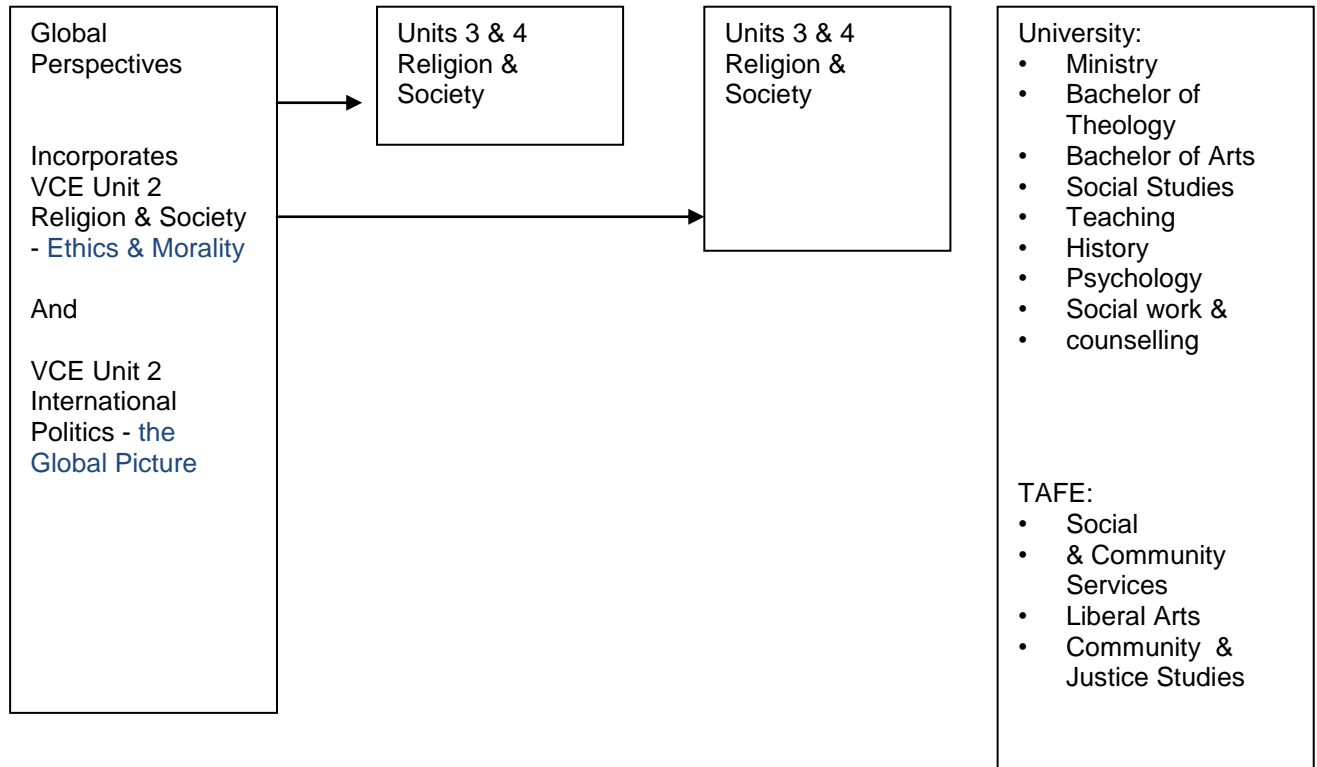 Global
Perspectives
Incorporates
VCE Unit 2
Religion & Society
- Ethics & Morality
And
VCE Unit 2
International
Politics - the
Global Picture
Units 3 & 4
Religion &
Society
Units 3 & 4
Religion &
Society
University:
• Ministry
• Bachelor of
Theology
• Bachelor of Arts
• Social Studies
• Teaching
• History
• Psychology
• Social work &
• counselling
TAFE:
• Social
• & Community
Services
• Liberal Arts
• Community & 
Justice Studies